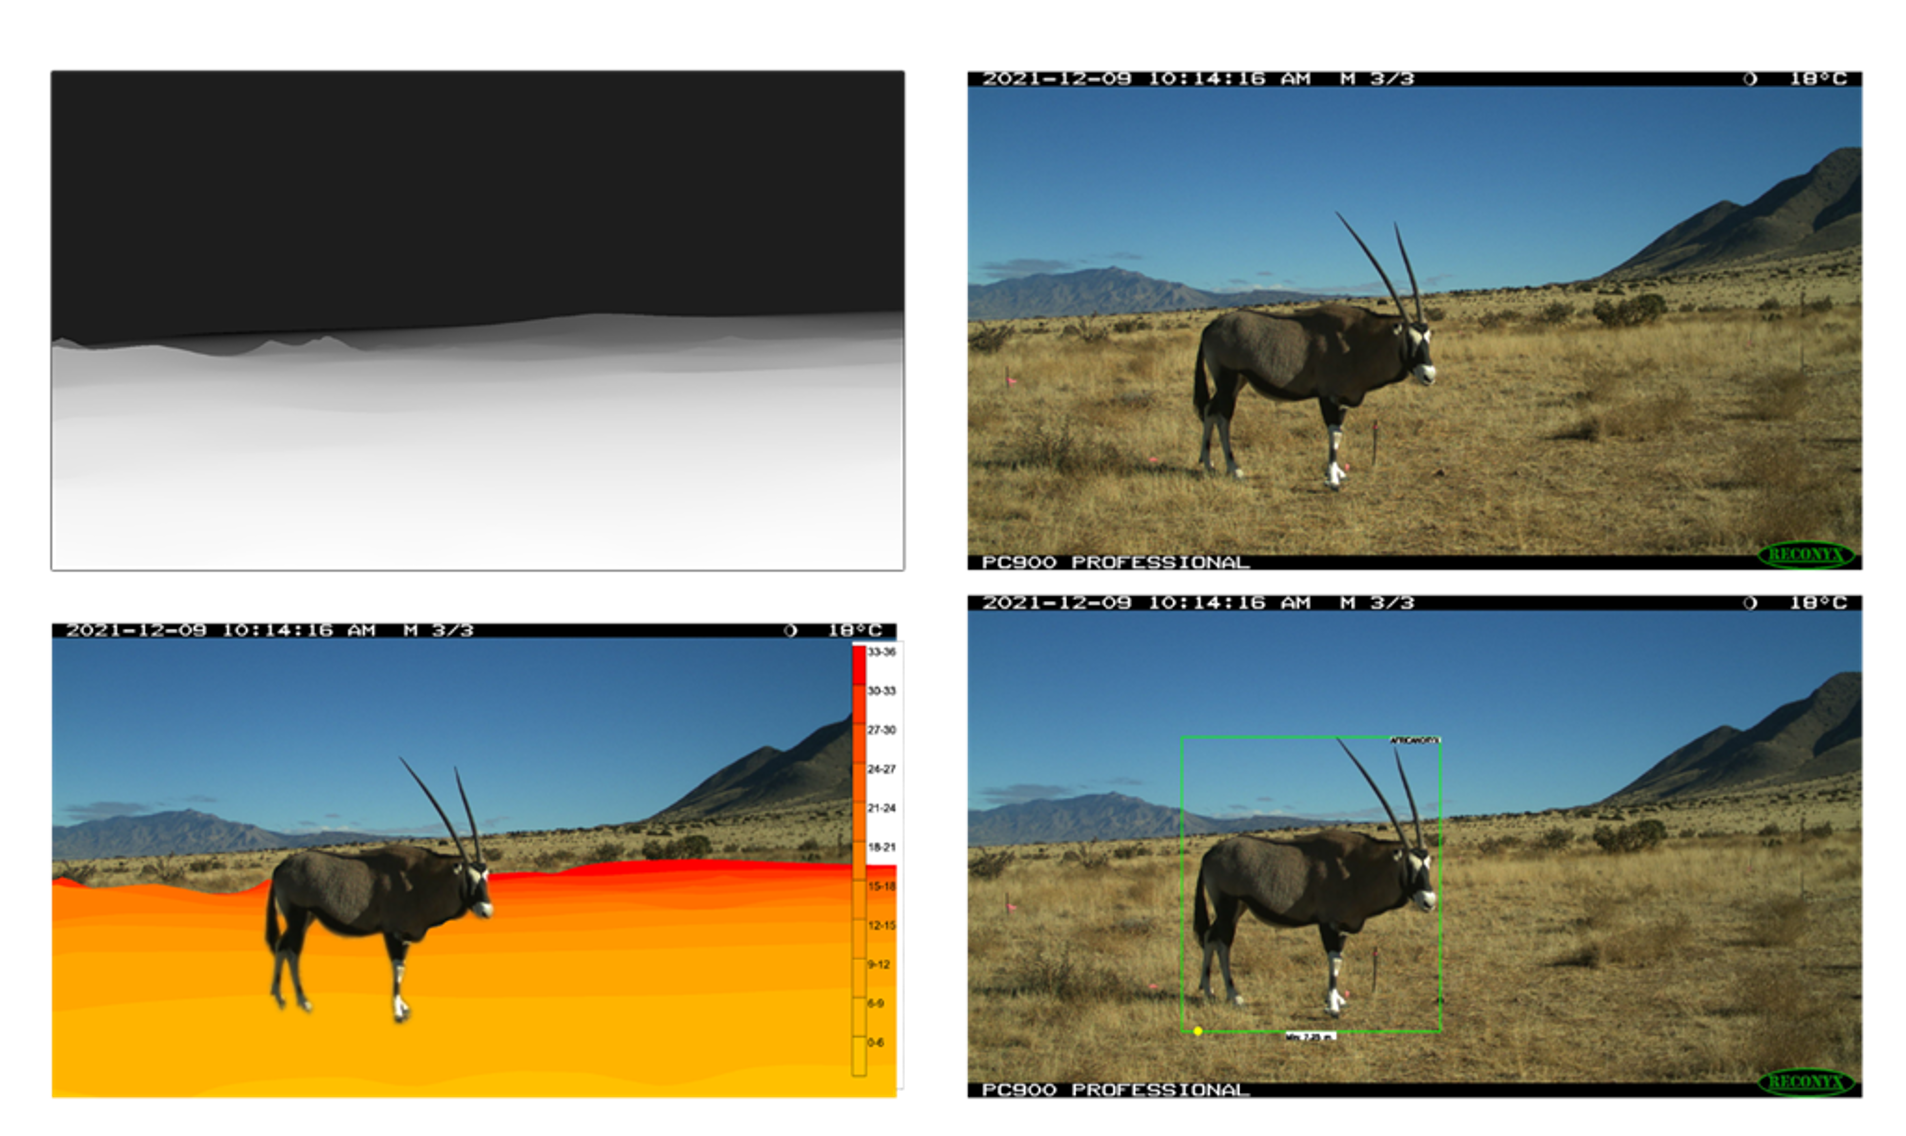 2021-12-09 10:14:16 AM M 3/3 18°C
PC900 PROFESSIONAL
RECONYX
2021-12-09 10:14:16 AM M 3/3 18°C
33-36
30-33
27-30
24-27
21-24
18-21
15-18
12-15
9-12
6-9
0-6
2021-12-09 10:14:16 AM M 3/3 18°C
AFRICANORYX
Min: 7.25 m
PC900 PROFESSIONAL
RECONYX